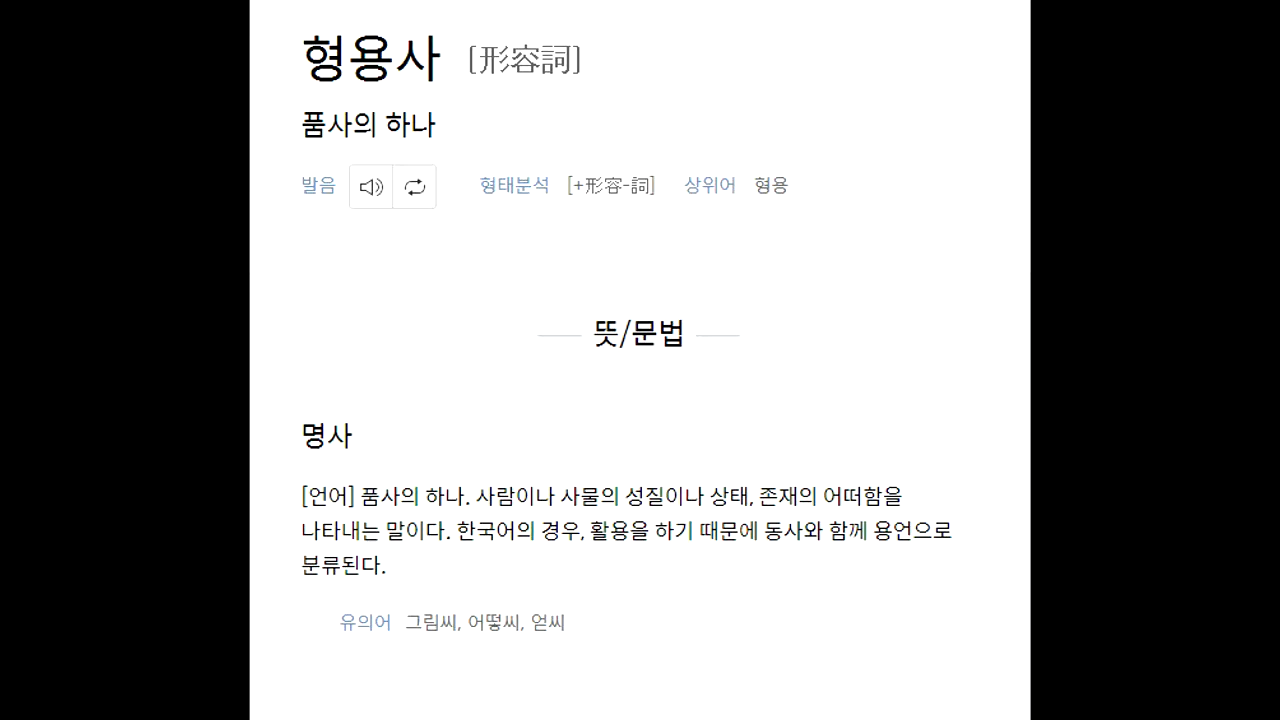 형용사 [形容詞]
품사의 하나
발음 형태분석 [+形容-詞] 상위어 형용
뜻/문법
명사
[언어] 품사의 하나. 사람이나 사물의 성질이나 상태, 존재의 어떠함을
나타내는 말이다. 한국어의 경우, 활용을 하기 때문에 동사와 함께 용언으로
분류된다.
유의어 그림씨, 어떻씨, 얻씨